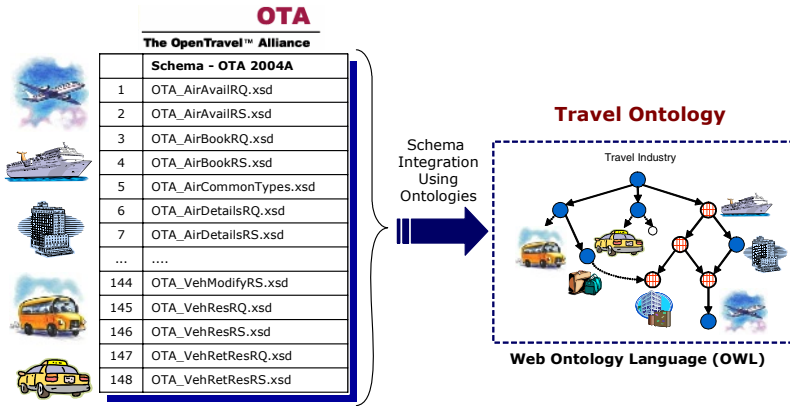 OTA
The OpenTravel™ Alliance
Schema - OTA 2004A
1 OTA_AirAvailRQ.xsd
2 OTA_AirAvailRS.xsd
3 OTA_AirBookRQ.xsd
4 OTA_AirBookRS.xsd
5 OTA_AirCommonTypes.xsd
6 OTA_AirDetailsRQ.xsd
7 OTA_AirDetailsRS.xsd
... ....
144 OTA_VehModifyRS.xsd
145 OTA_VehResRQ.xsd
146 OTA_VehResRS.xsd
147 OTA_VehRetResRQ.xsd
148 OTA_VehRetResRS.xsd
Schema
Integration
Using
Ontologies
Travel Ontology
Travel Industry
Web Ontology Language (OWL)